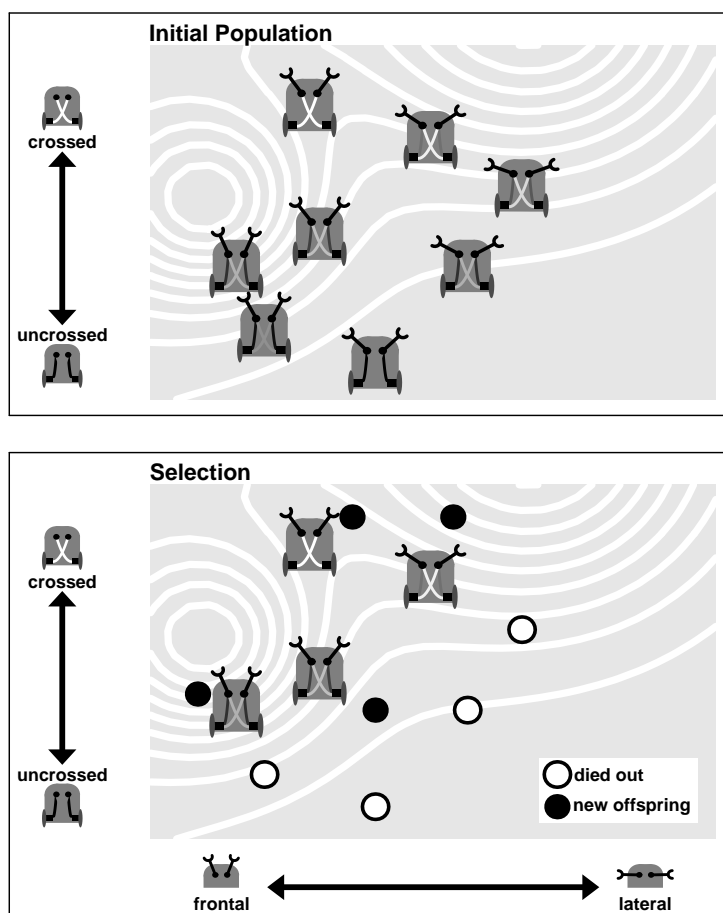 Initial Population
crossed
uncrossed
Selection
crossed
uncrossed
died out
new offspring
frontal
lateral